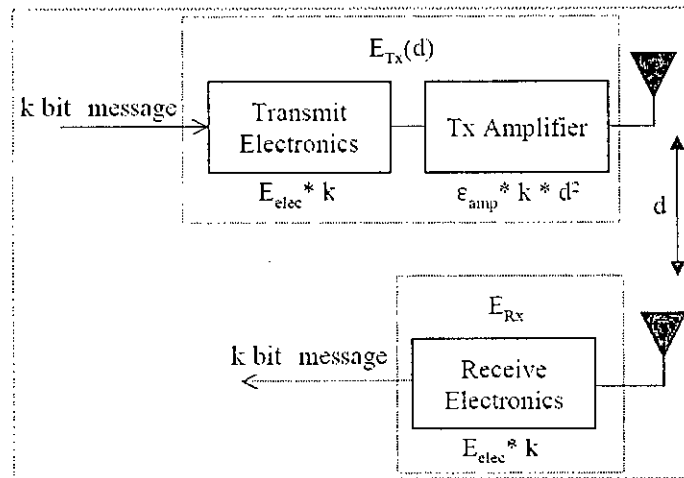 E_Tx(d)
k bit message
Transmit
Electronics
Tx Amplifier
E_elec* k
ε_amp* k * d²
d
E_Rx
k bit message
Receive
Electronics
E_elec* k